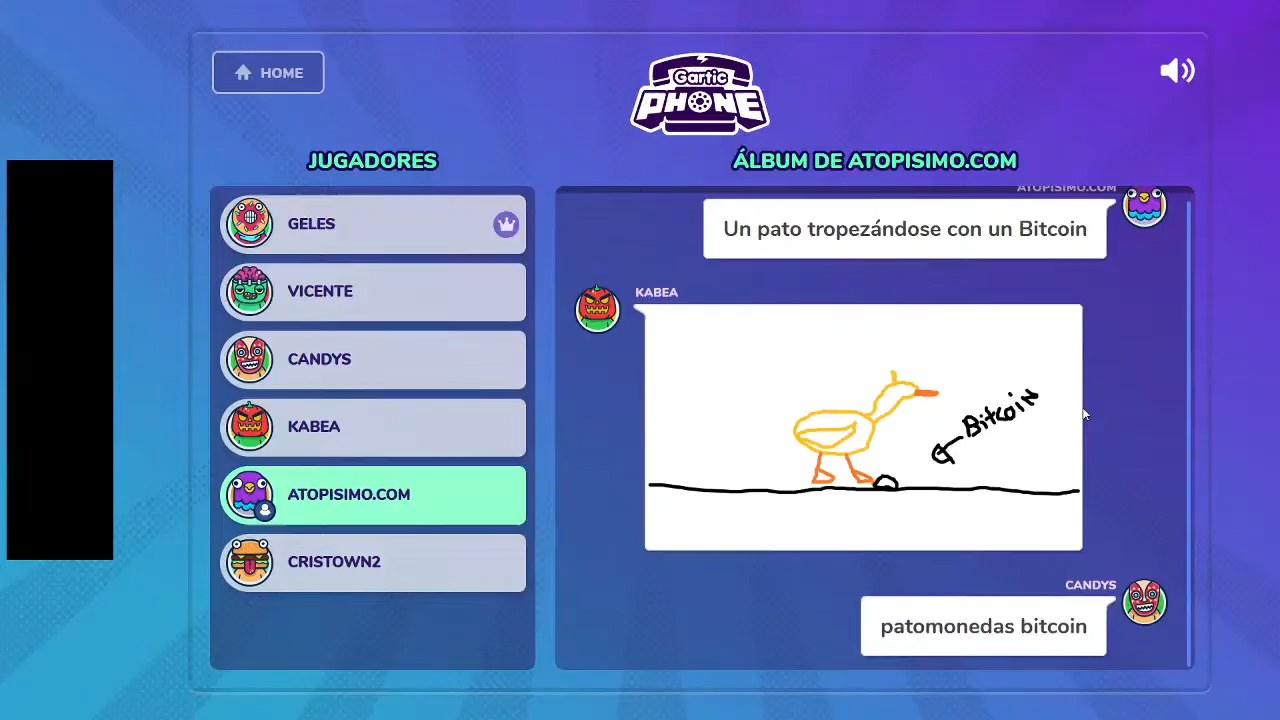 HOME
Gartic
PHONE
JUGADORES
ÁLBUM DE ATOPISIMO.COM
GELES
VICENTE
CANDYS
KABEA
ATOPISIMO.COM
CRISTOWN2
ATOPISIMO.COM
Un pato tropezándose con un Bitcoin
KABEA
Bitcoin
CANDYS
patomonedas bitcoin